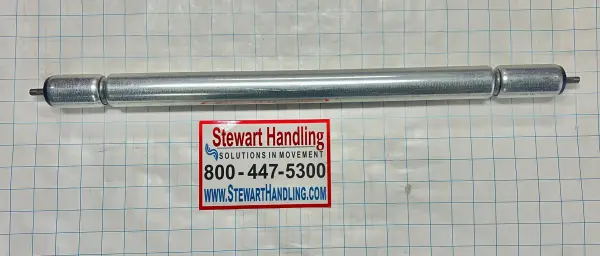 Stewart Handling
SOLUTIONS IN MOVEMENT
800 - 447-5300
www.StewartHandling.com